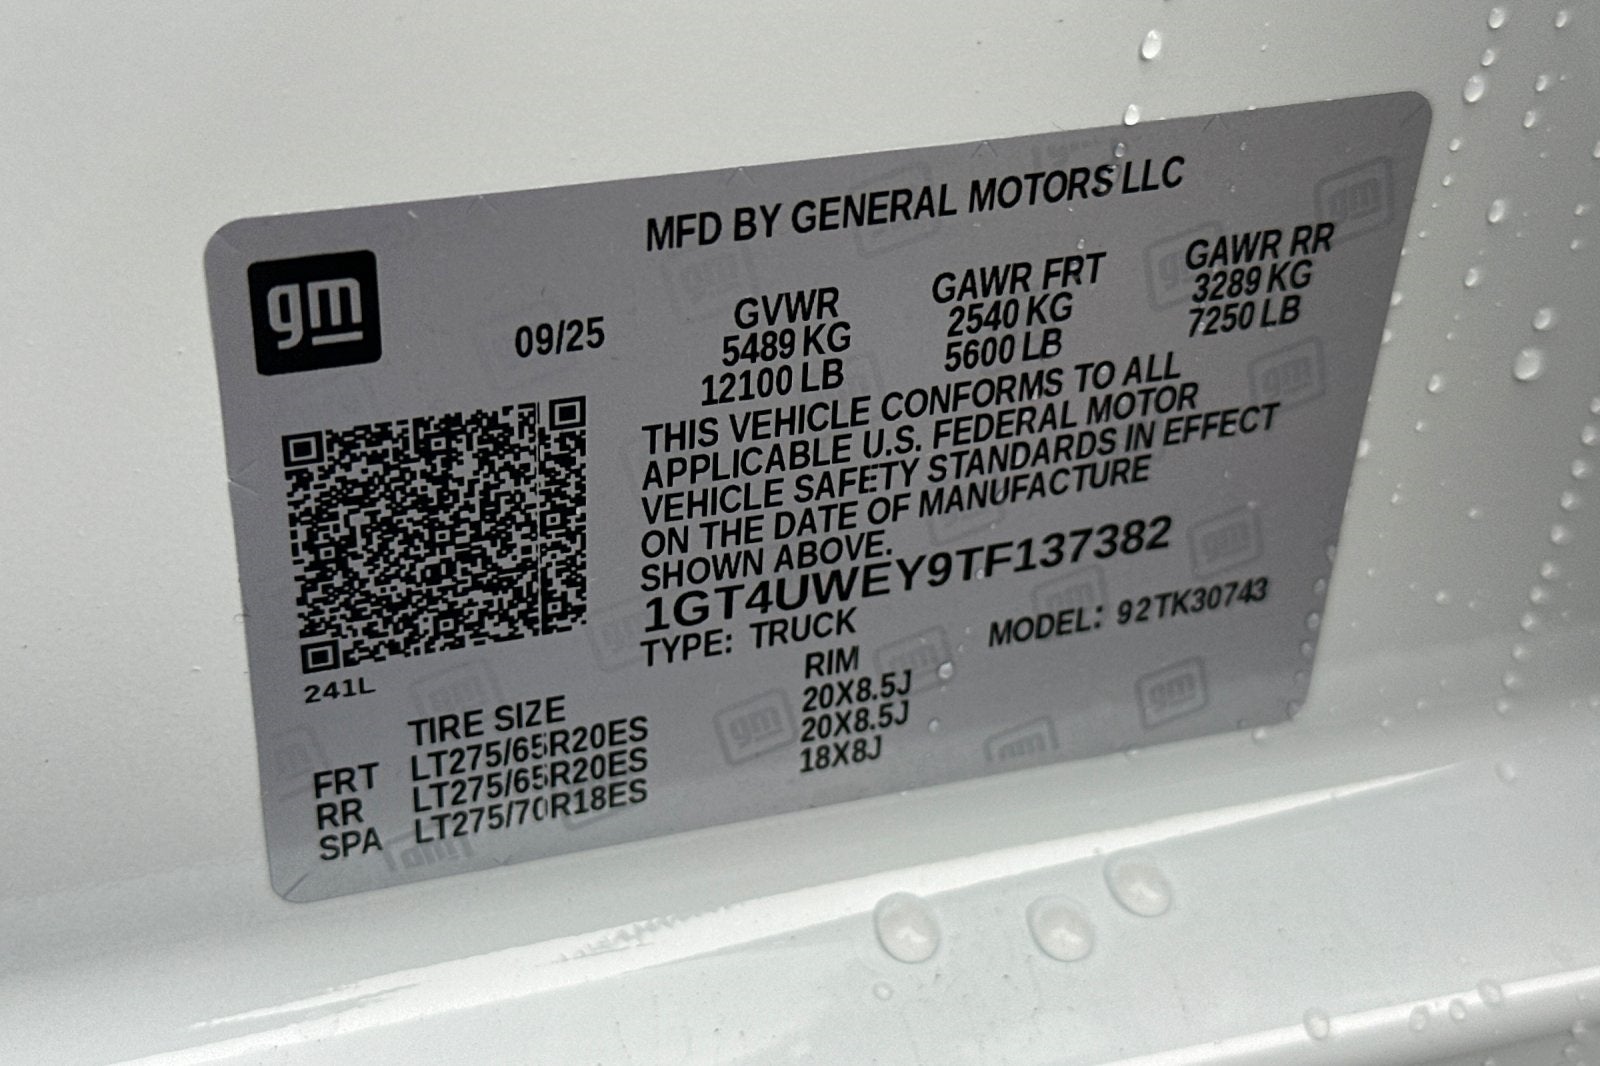 MFD BY GENERAL MOTORS LLC
gm
09/25
GVWR GAWR FRT GAWR RR
5489 KG 2540 KG 3289 KG
12100 LB 5600 LB 7250 LB
THIS VEHICLE CONFORMS TO ALL
APPLICABLE U.S. FEDERAL MOTOR
VEHICLE SAFETY STANDARDS IN EFFECT
ON THE DATE OF MANUFACTURE
SHOWN ABOVE.
1GT4UWEY9TF137382
TYPE: TRUCK MODEL: 92TK30743
241L
TIRE SIZE RIM
FRT LT275/65R20ES 20X8.5J
RR LT275/65R20ES 20X8.5J
SPA LT275/70R18ES 18X8J